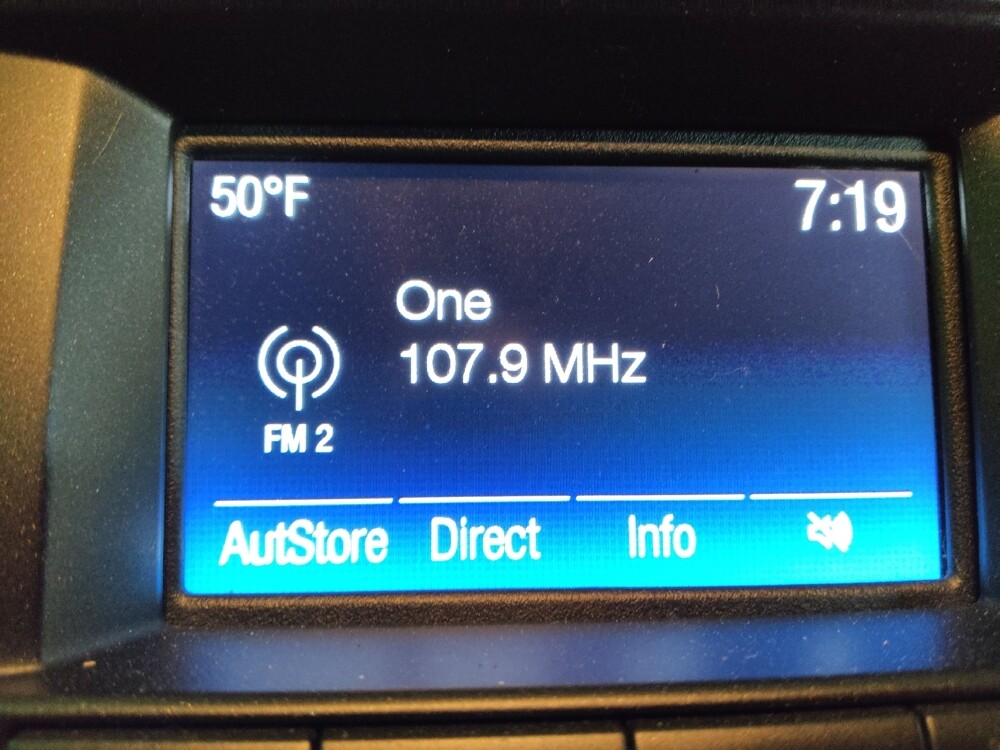 50°F 7:19
One
107.9 MHz
FM 2
AutStore Direct Info